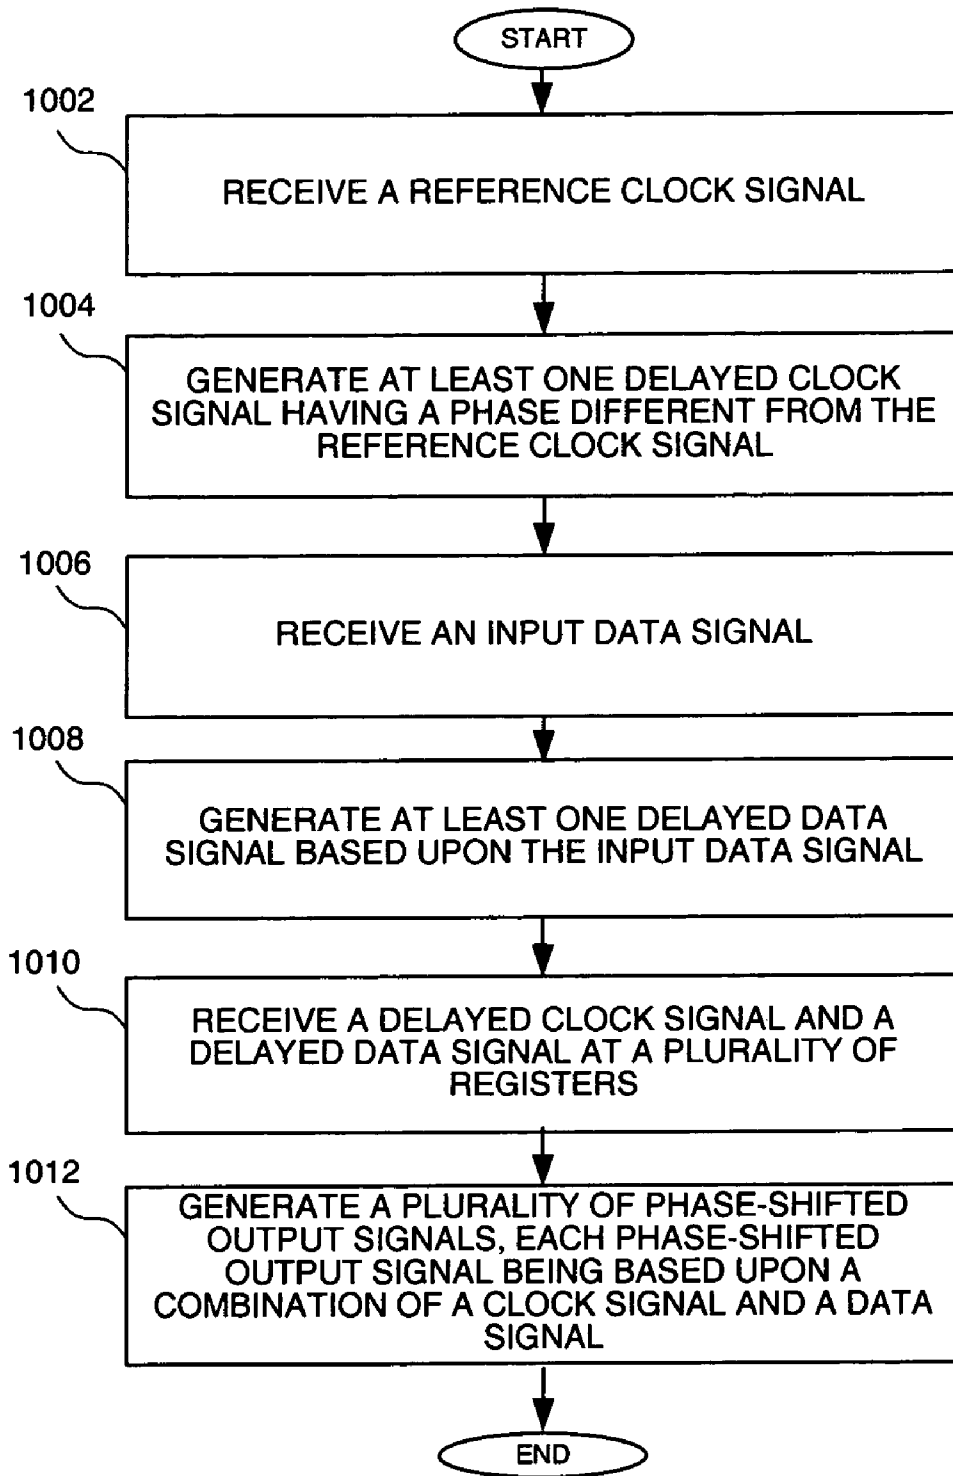 START
1002
RECEIVE A REFERENCE CLOCK SIGNAL
1004
GENERATE AT LEAST ONE DELAYED CLOCK
SIGNAL HAVING A PHASE DIFFERENT FROM THE
REFERENCE CLOCK SIGNAL
1006
RECEIVE AN INPUT DATA SIGNAL
1008
GENERATE AT LEAST ONE DELAYED DATA
SIGNAL BASED UPON THE INPUT DATA SIGNAL
1010
RECEIVE A DELAYED CLOCK SIGNAL AND A
DELAYED DATA SIGNAL AT A PLURALITY OF
REGISTERS
1012
GENERATE A PLURALITY OF PHASE-SHIFTED
OUTPUT SIGNALS, EACH PHASE-SHIFTED
OUTPUT SIGNAL BEING BASED UPON A
COMBINATION OF A CLOCK SIGNAL AND A DATA
SIGNAL
END